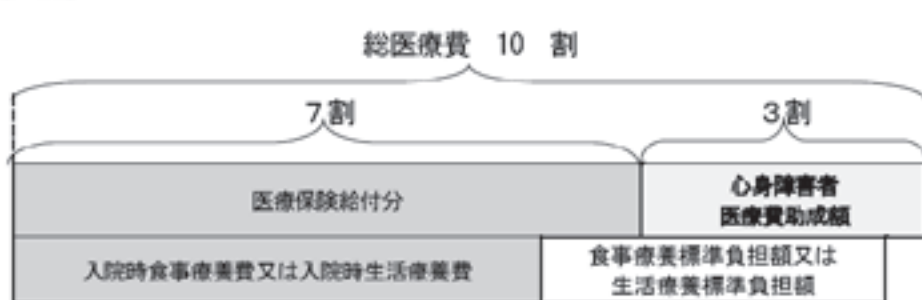 総医療費 10 割
7割
3割
医療保険給付分
心身障害者
医療費助成額
入院時食事療養費又は入院時生活療養費
食事療養標準負担額又は
生活療養標準負担額